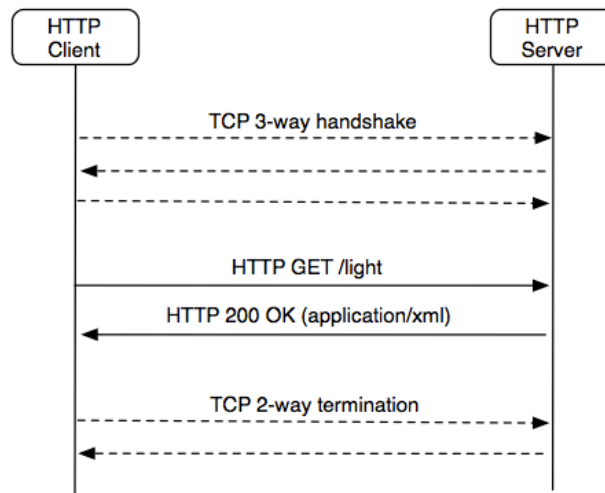 HTTP
Client
HTTP
Server
TCP 3-way handshake
HTTP GET /light
HTTP 200 OK (application/xml)
TCP 2-way termination